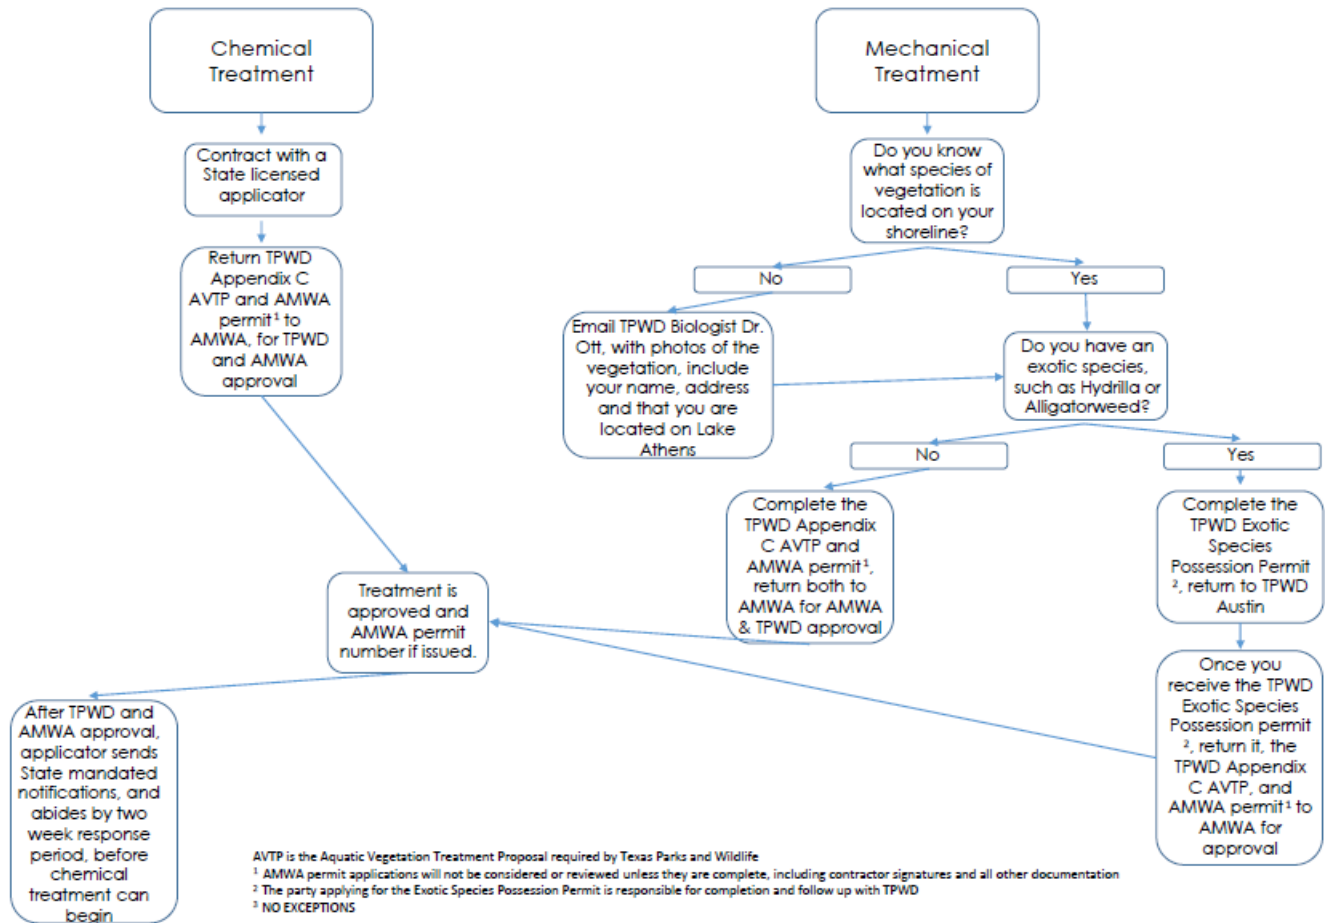 Chemical
Treatment
Contract with a
State licensed
applicator
Return TPWD
Appendix C
AVTP and AMWA
permit¹ to
AMWA, for TPWD
and AMWA
approval
Mechanical
Treatment
Do you know
what species of
vegetation is
located on your
shoreline?
No
Yes
Email TPWD Biologist Dr.
Ott, with photos of the
vegetation, include
your name, address
and that you are
located on Lake
Athens
Do you have an
exotic species,
such as Hydrilla or
Alligatorweed?
No
Yes
Complete the
TPWD Appendix
C AVTP and
AMWA permit¹,
return both to
AMWA for AMWA
& TPWD approval
Complete the
TPWD Exotic
Species
Possession Permit
², return to TPWD
Austin
Treatment is
approved and
AMWA permit
number if issued.
Once you
receive the TPWD
Exotic Species
Possession permit
², return it, the
TPWD Appendix
C AVTP, and
AMWA permit¹ to
AMWA for
approval
After TPWD and
AMWA approval,
applicator sends
State mandated
notifications, and
abides by two
week response
period, before
chemical
treatment can
begin
AVTP is the Aquatic Vegetation Treatment Proposal required by Texas Parks and Wildlife
¹ AMWA permit applications will not be considered or reviewed unless they are complete, including contractor signatures and all other documentation
² The party applying for the Exotic Species Possession Permit is responsible for completion and follow up with TPWD
³ NO EXCEPTIONS